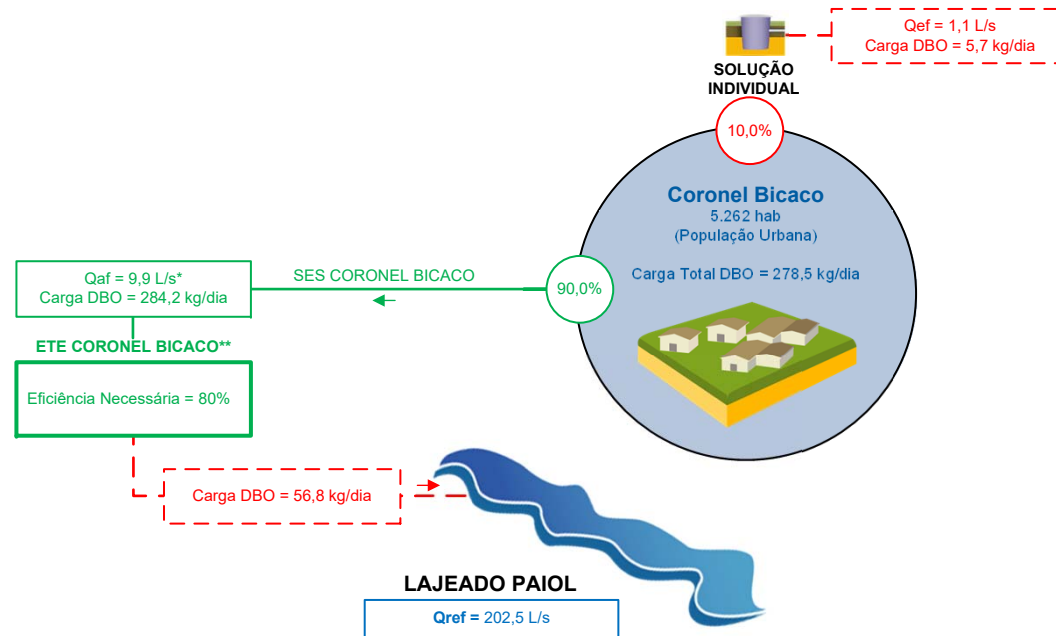 Qef = 1,1 L/s
Carga DBO = 5,7 kg/dia
SOLUÇÃO
INDIVIDUAL
10,0%
Coronel Bicaco
5.262 hab
(População Urbana)
Carga Total DBO = 278,5 kg/dia
90,0%
SES CORONEL BICACO
Qaf = 9,9 L/s*
Carga DBO = 284,2 kg/dia
ETE CORONEL BICACO**
Eficiência Necessária = 80%
Carga DBO = 56,8 kg/dia
LAJEADO PAIOL
Qref = 202,5 L/s